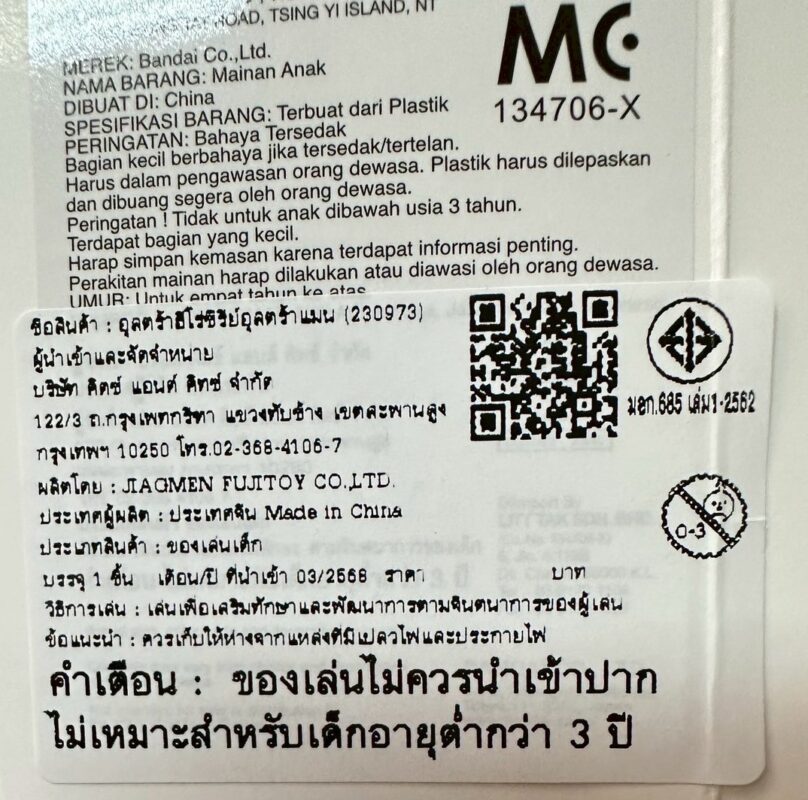 ROAD, TSING YI ISLAND, NT
MEREK: Bandai Co.,Ltd.
NAMA BARANG: Mainan Anak
DIBUAT DI: China
SPESIFIKASI BARANG: Terbuat dari Plastik
PERINGATAN: Bahaya Tersedak
Bagian kecil berbahaya jika tersedak/tertelan.
Harus dalam pengawasan orang dewasa. Plastik harus dilepaskan
dan dibuang segera oleh orang dewasa.
Peringatan ! Tidak untuk anak dibawah usia 3 tahun.
Terdapat bagian yang kecil.
Harap simpan kemasan karena terdapat informasi penting.
Perakitan mainan harap dilakukan atau diawasi oleh orang dewasa.
UMUR: Untuk empat tahun ke atas
MC
134706-X
ชื่อสินค้า : อุลตร้าฮีโร่ซีรีย์อุลตร้าแมน (230973)
ผู้นำเข้าและจัดจำหน่าย
บริษัท คิดซ์ แอนด์ คิทซ์ จำกัด
122/3 ถ.กรุงเทพกรีฑา แขวงทับช้าง เขตสะพานสูง
กรุงเทพฯ 10250 โทร.02-368-4106-7
ผลิตโดย : JIAGMEN FUJITOY CO.,LTD.
ประเทศผู้ผลิต : ประเทศจีน Made in China
ประเภทสินค้า : ของเล่นเด็ก
บรรจุ 1 ชิ้น เดือน/ปี ที่นำเข้า 03/2568 ราคา บาท
วิธีการเล่น : เล่นเพื่อเสริมทักษะและพัฒนาการตามจินตนาการของผู้เล่น
ข้อแนะนำ : ควรเก็บให้ห่างจากแหล่งที่มีเปลวไฟและประกายไฟ
คำเตือน : ของเล่นไม่ควรนำเข้าปาก
ไม่เหมาะสำหรับเด็กอายุต่ำกว่า 3 ปี
มอก.685 เล่ม1-2562
0-3